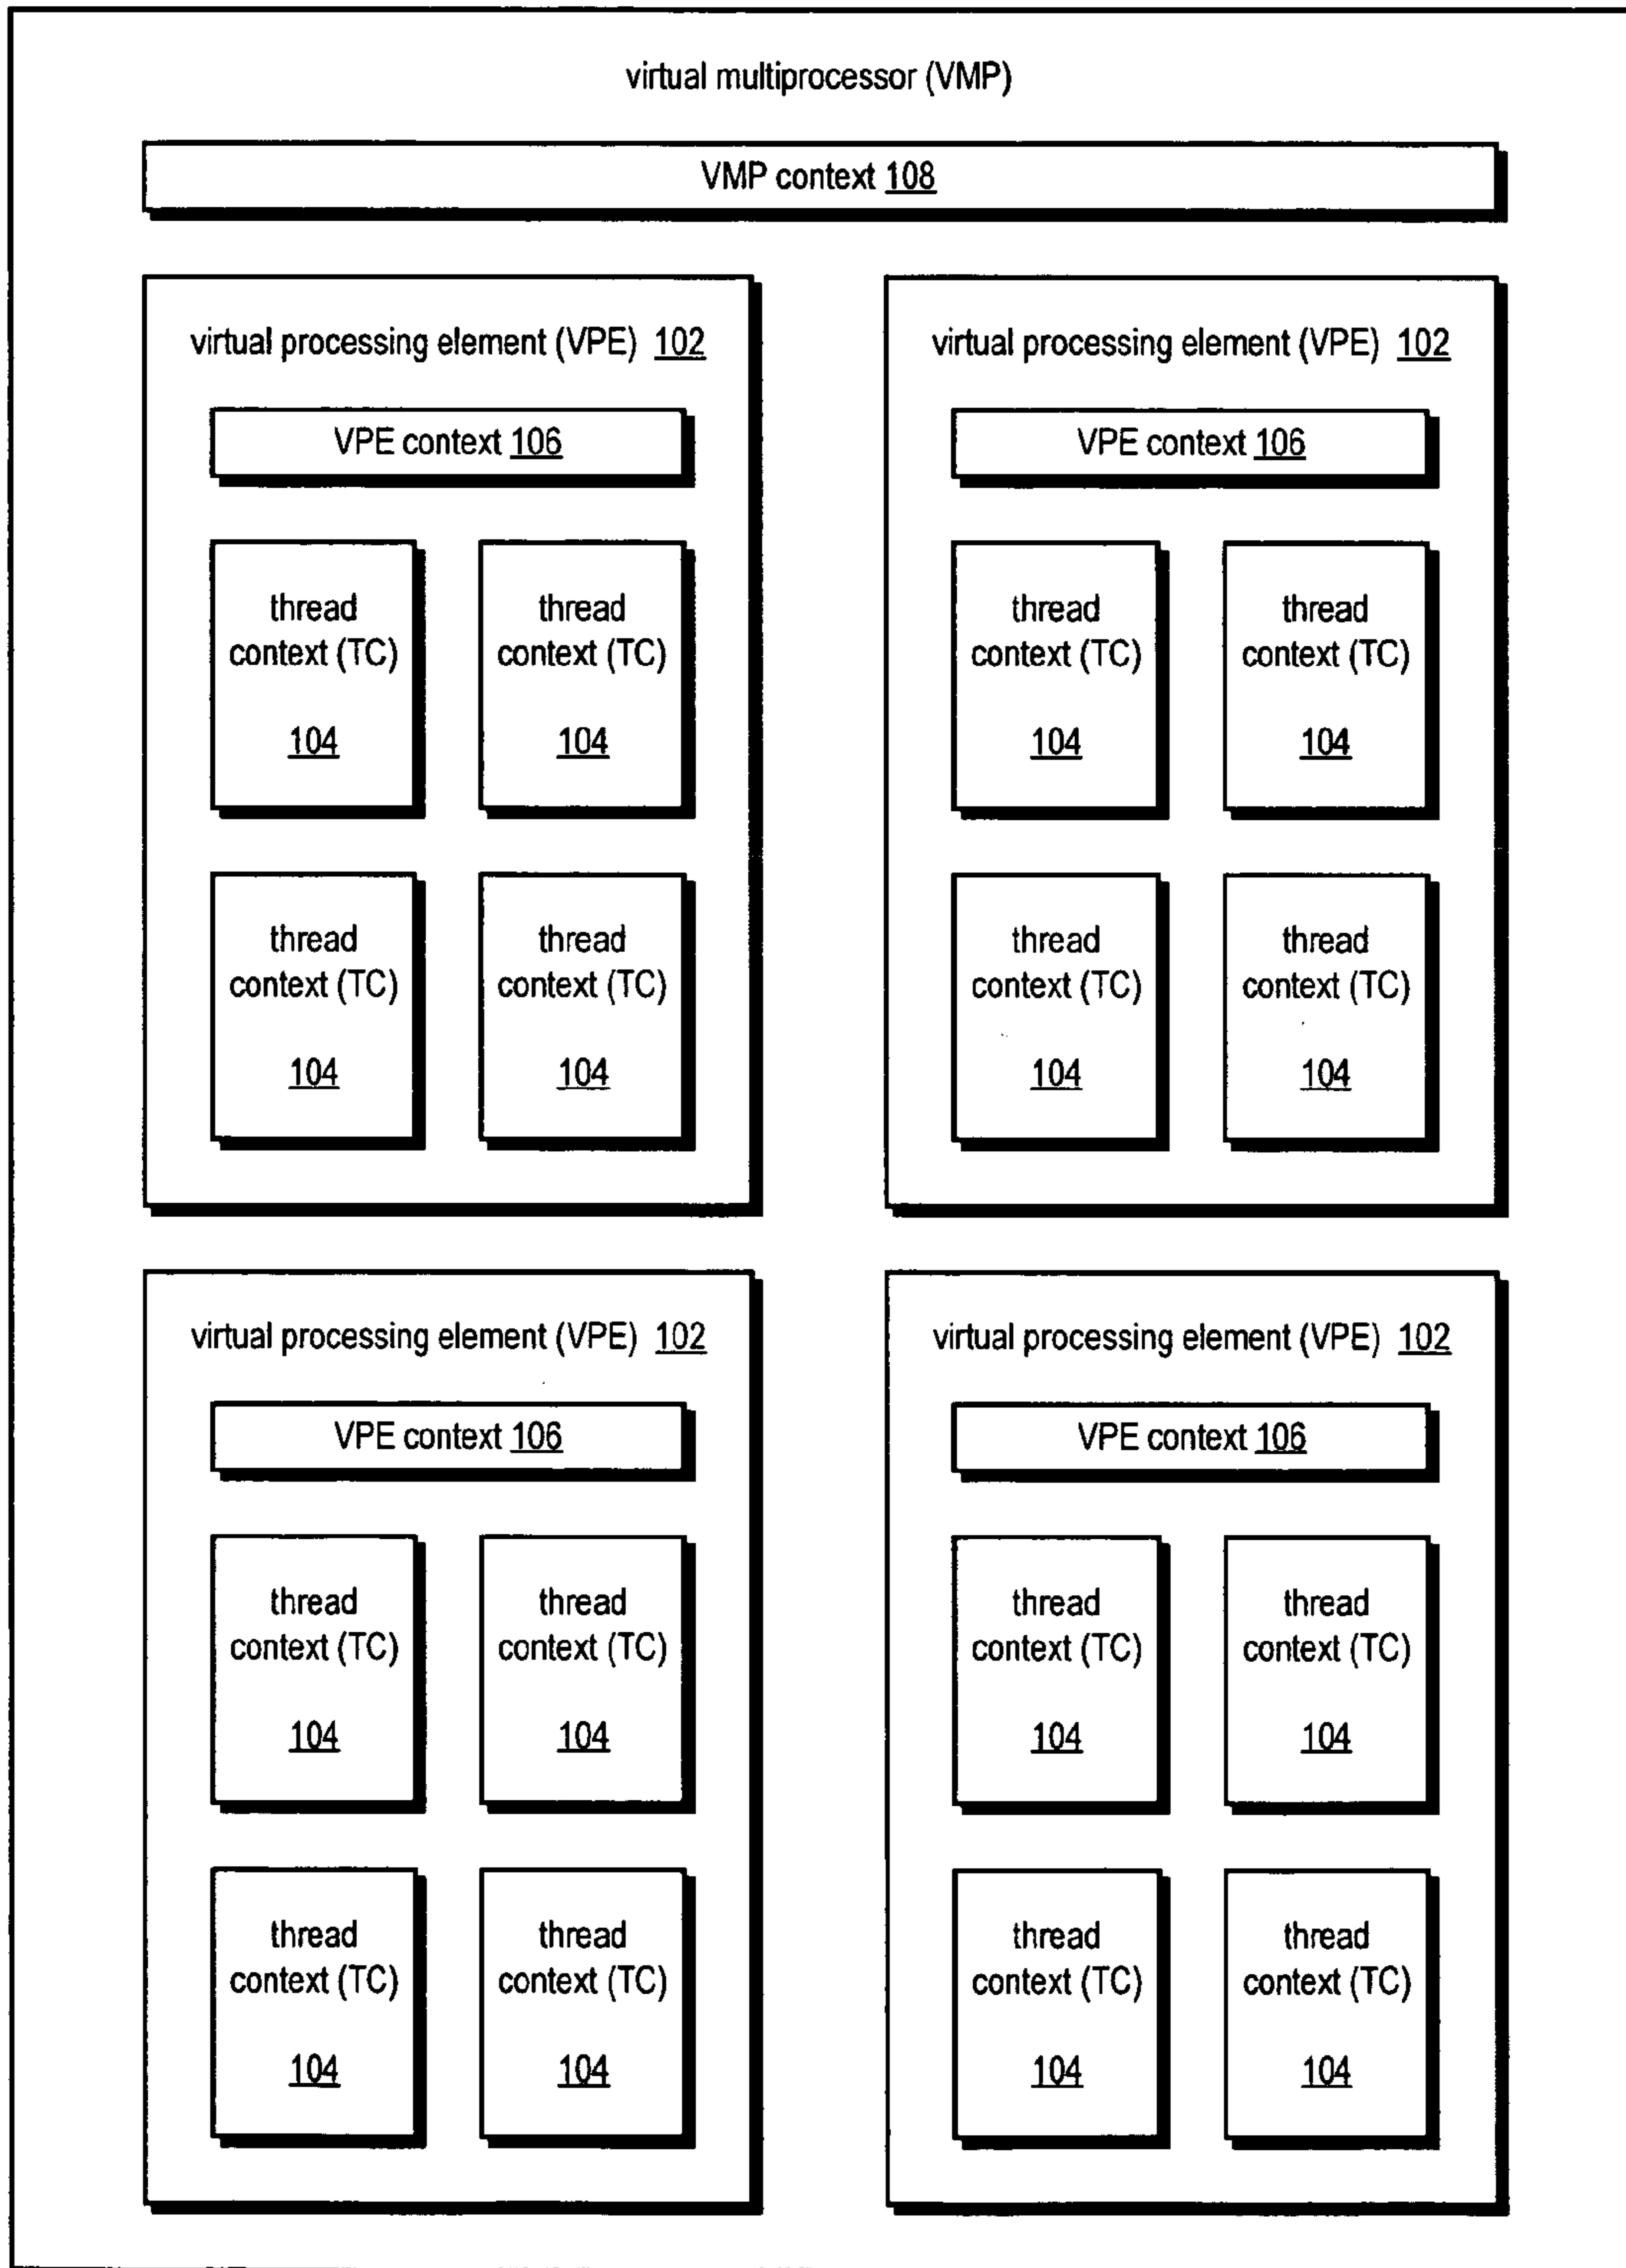 virtual multiprocessor (VMP)
VMP context 108
virtual processing element (VPE) 102
VPE context 106
thread
context (TC)
104
thread
context (TC)
104
thread
context (TC)
104
thread
context (TC)
104
virtual processing element (VPE) 102
VPE context 106
thread
context (TC)
104
thread
context (TC)
104
thread
context (TC)
104
thread
context (TC)
104
virtual processing element (VPE) 102
VPE context 106
thread
context (TC)
104
thread
context (TC)
104
thread
context (TC)
104
thread
context (TC)
104
virtual processing element (VPE) 102
VPE context 106
thread
context (TC)
104
thread
context (TC)
104
thread
context (TC)
104
thread
context (TC)
104